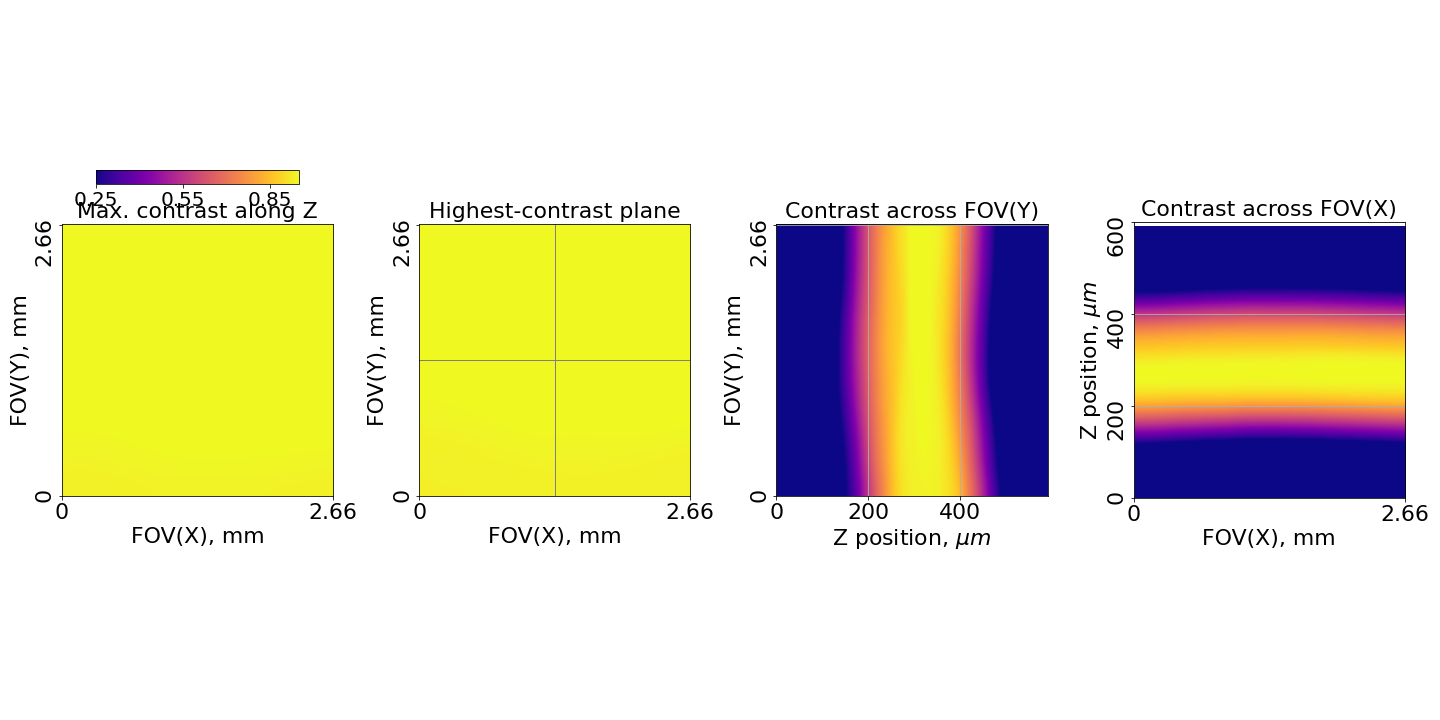 0.25 0.55 0.85
Max. contrast along Z
2.66
FOV(Y), mm
0
0 2.66
FOV(X), mm
Highest-contrast plane
2.66
FOV(Y), mm
0
0 2.66
FOV(X), mm
Contrast across FOV(Y)
2.66
FOV(Y), mm
0
0 200 400
Z position, μm
Contrast across FOV(X)
600
400
200
0
Z position, μm
0 2.66
FOV(X), mm